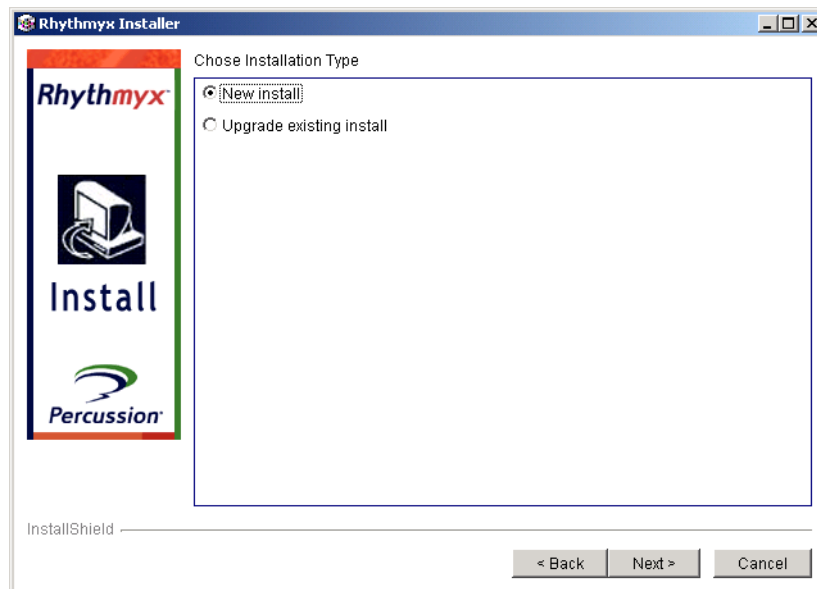 Rhythmyx Installer
Chose Installation Type
Rhythmyx
New install
Upgrade existing install
Install
Percussion
InstallShield
< Back
Next >
Cancel